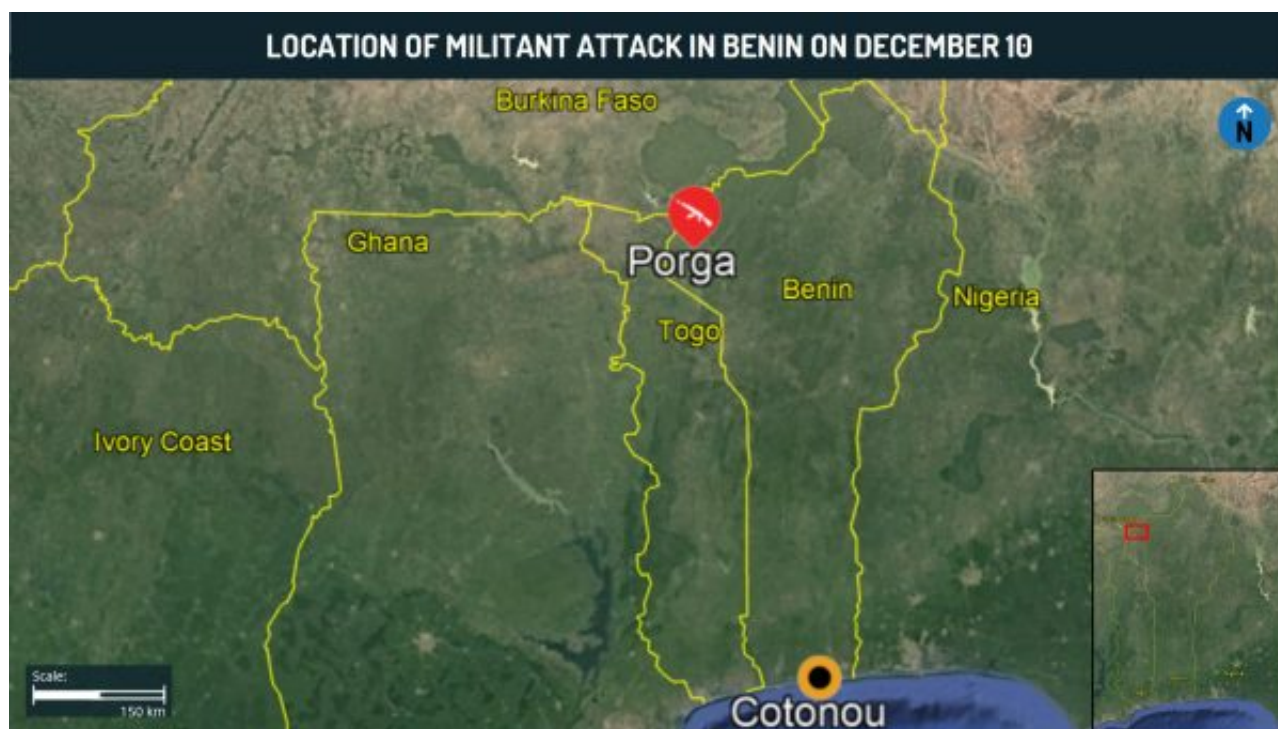 LOCATION OF MILITANT ATTACK IN BENIN ON DECEMBER 10
Burkina Faso
N
Ghana
Porga
Benin
Nigeria
Togo
Ivory Coast
Scale:
150 km
Cotonou